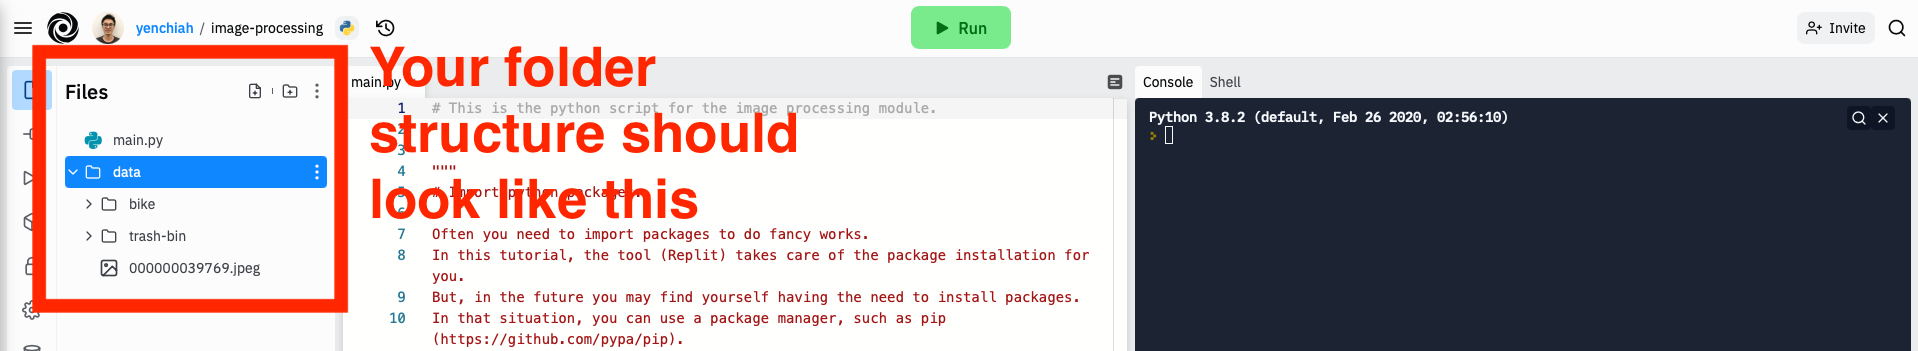 yenchiah / image-processing
Run
Invite
Files
main.py
data
bike
trash-bin
000000039769.jpeg
Your folder
structure should
look like this
main.py
1 # This is the python script for the image processing module.
2
3
4 """
5 # Import python packages.
6
7 Often you need to import packages to do fancy works.
8 In this tutorial, the tool (Replit) takes care of the package installation for
you.
9 But, in the future you may find yourself having the need to install packages.
10 In that situation, you can use a package manager, such as pip
(https://github.com/pypa/pip).
Console Shell
Python 3.8.2 (default, Feb 26 2020, 02:56:10)